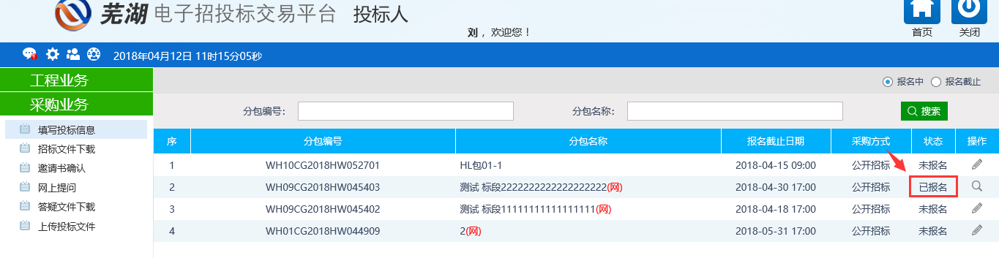 芜湖 电子招投标交易平台 投标人
刘 ，欢迎您！
首页 关闭
2018年04月12日 11时15分05秒
工程业务
采购业务
填写投标信息
招标文件下载
邀请书确认
网上提问
答疑文件下载
上传投标文件
报名中 报名截止
分包编号： 分包名称： 搜索
序 分包编号 分包名称 报名截止日期 采购方式 状态 操作
1 WH10CG2018HW052701 HL包01-1 2018-04-15 09:00 公开招标 未报名
2 WH09CG2018HW045403 测试 标段2222222222222222222(网) 2018-04-30 17:00 公开招标 已报名
3 WH09CG2018HW045402 测试 标段11111111111111111(网) 2018-04-18 17:00 公开招标 未报名
4 WH01CG2018HW044909 2(网) 2018-05-31 17:00 公开招标 未报名